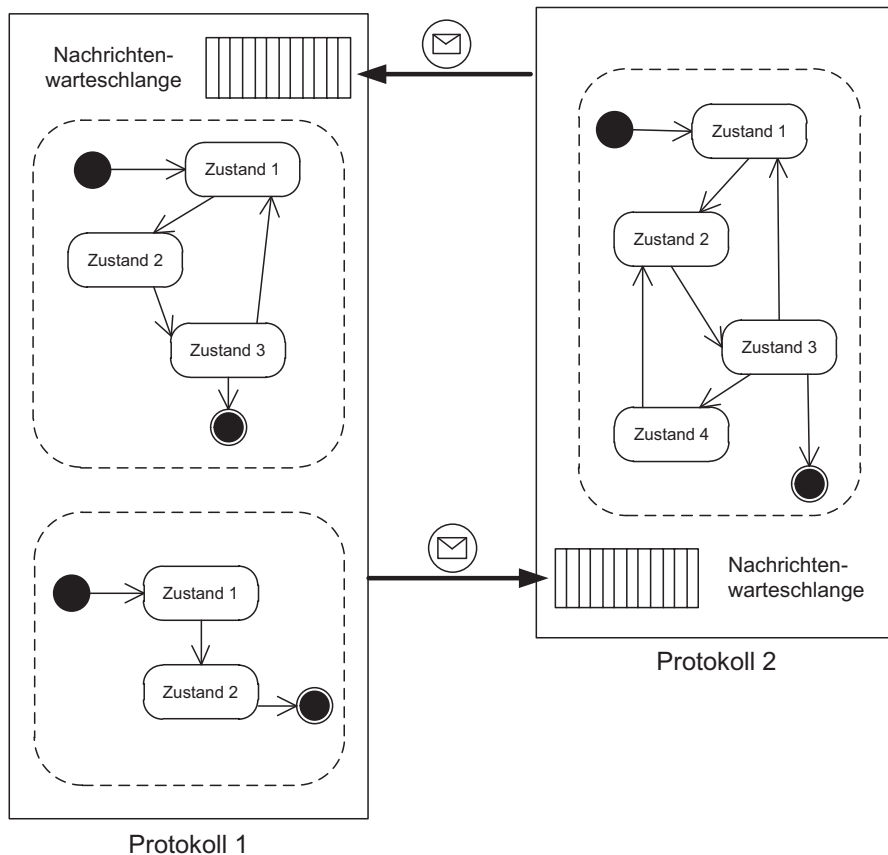 Nachrichten-
warteschlange
Zustand 1
Zustand 2
Zustand 3
Zustand 1
Zustand 2
Protokoll 1
Zustand 1
Zustand 2
Zustand 3
Zustand 4
Nachrichten-
warteschlange
Protokoll 2